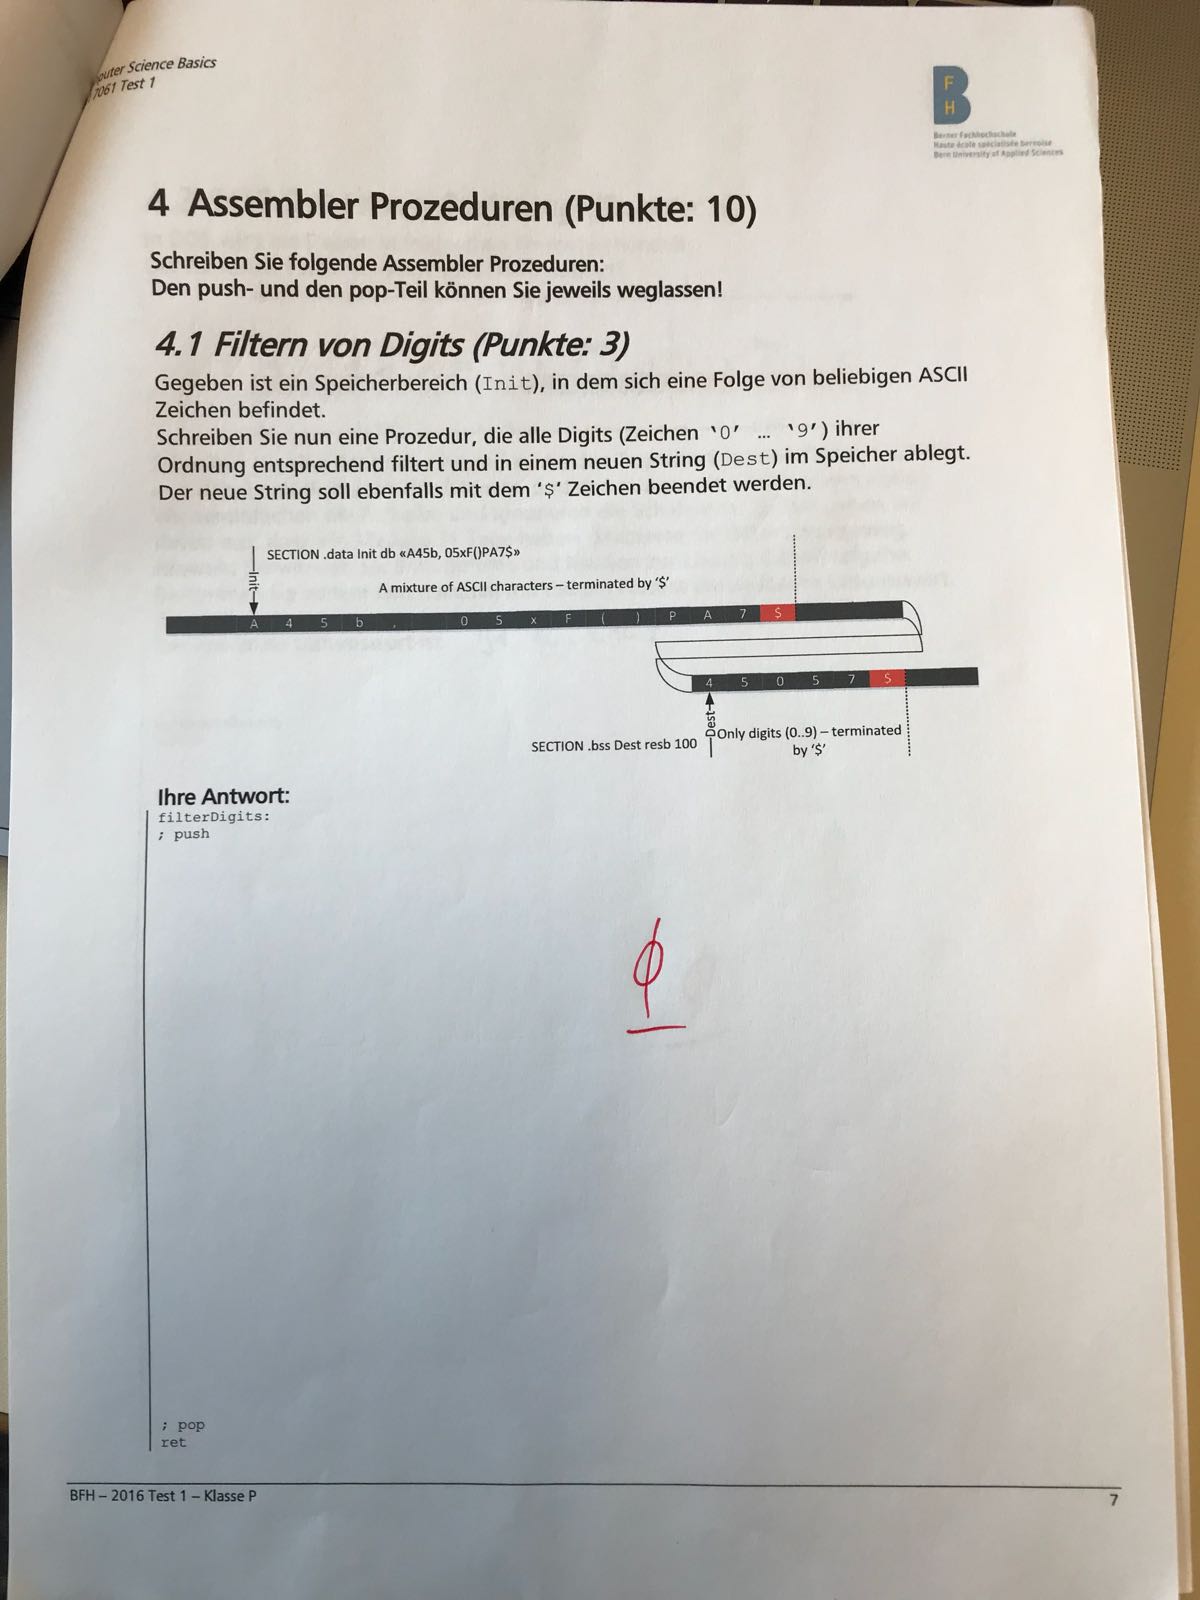 outer Science Basics
7061 Test 1
B
F
H
Berner Fachhochschule
Haute école spécialisée bernoise
Bern University of Applied Sciences
4 Assembler Prozeduren (Punkte: 10)
Schreiben Sie folgende Assembler Prozeduren:
Den push- und den pop-Teil können Sie jeweils weglassen!
4.1 Filtern von Digits (Punkte: 3)
Gegeben ist ein Speicherbereich (Init), in dem sich eine Folge von beliebigen ASCII
Zeichen befindet.
Schreiben Sie nun eine Prozedur, die alle Digits (Zeichen ‘0’ … ‘9’) ihrer
Ordnung entsprechend filtert und in einem neuen String (Dest) im Speicher ablegt.
Der neue String soll ebenfalls mit dem ‘$’ Zeichen beendet werden.
SECTION .data Init db «A45b, 05xF()PA7$»
Init
A mixture of ASCII characters – terminated by ‘$’
A 4 5 b , 0 5 x F ( ) P A 7 $
4 5 0 5 7 $
Dest
Only digits (0..9) – terminated
SECTION .bss Dest resb 100
by ‘$’
Ihre Antwort:
filterDigits:
; push
ϕ
; pop
ret
BFH – 2016 Test 1 – Klasse P
7